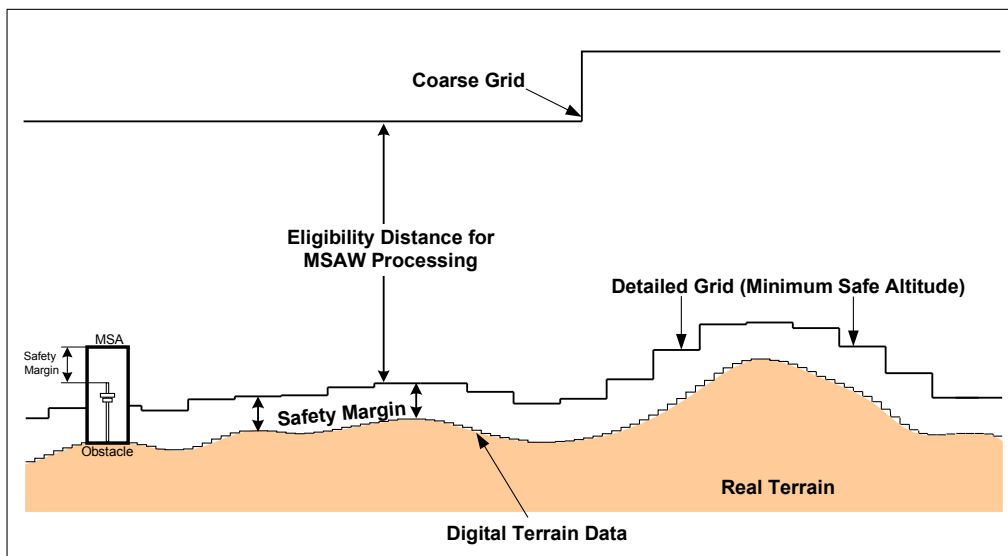 Coarse Grid
Eligibility Distance for
MSAW Processing
Detailed Grid (Minimum Safe Altitude)
MSA
Safety
Margin
Safety Margin
Obstacle
Real Terrain
Digital Terrain Data